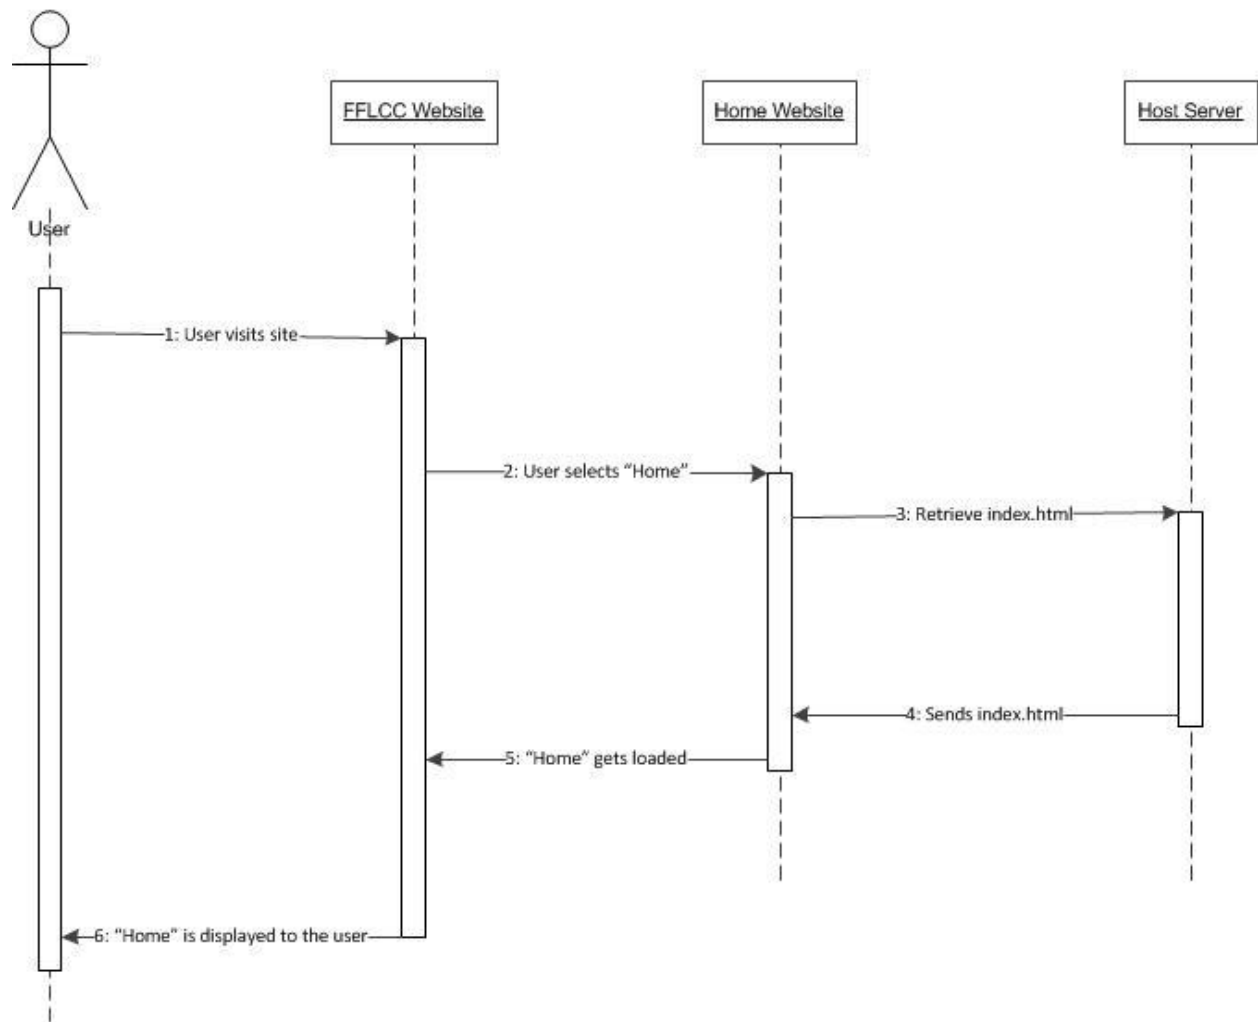 FFLCC Website
Home Website
Host Server
User
1: User visits site
2: User selects “Home”
3: Retrieve index.html
4: Sends index.html
5: “Home” gets loaded
6: “Home” is displayed to the user